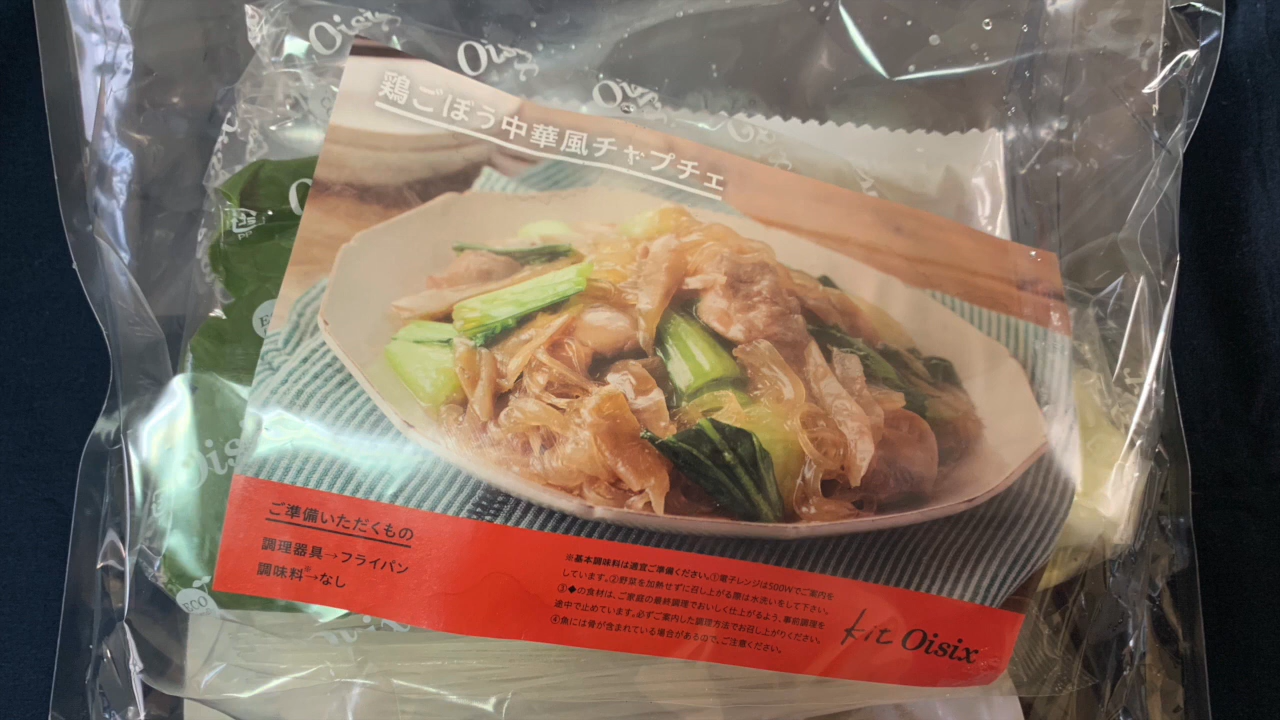 Oisix
Oisix
鶏ごぼう中華風チャプチェ
PP
ご準備いただくもの
調理器具→フライパン
調味料※→なし
※基本調味料は適宜ご準備ください。①電子レンジは500Wでご案内を
しています。②野菜を加熱せずに召し上がる際は水洗いをして下さい。
③◆の食材は、ご家庭の最終調理でおいしく仕上がるよう、事前調理を
途中で止めています。必ずご案内した調理方法でお召し上がりください。
④魚には骨が含まれている場合があるので、ご注意ください。
kit Oisix
ECO